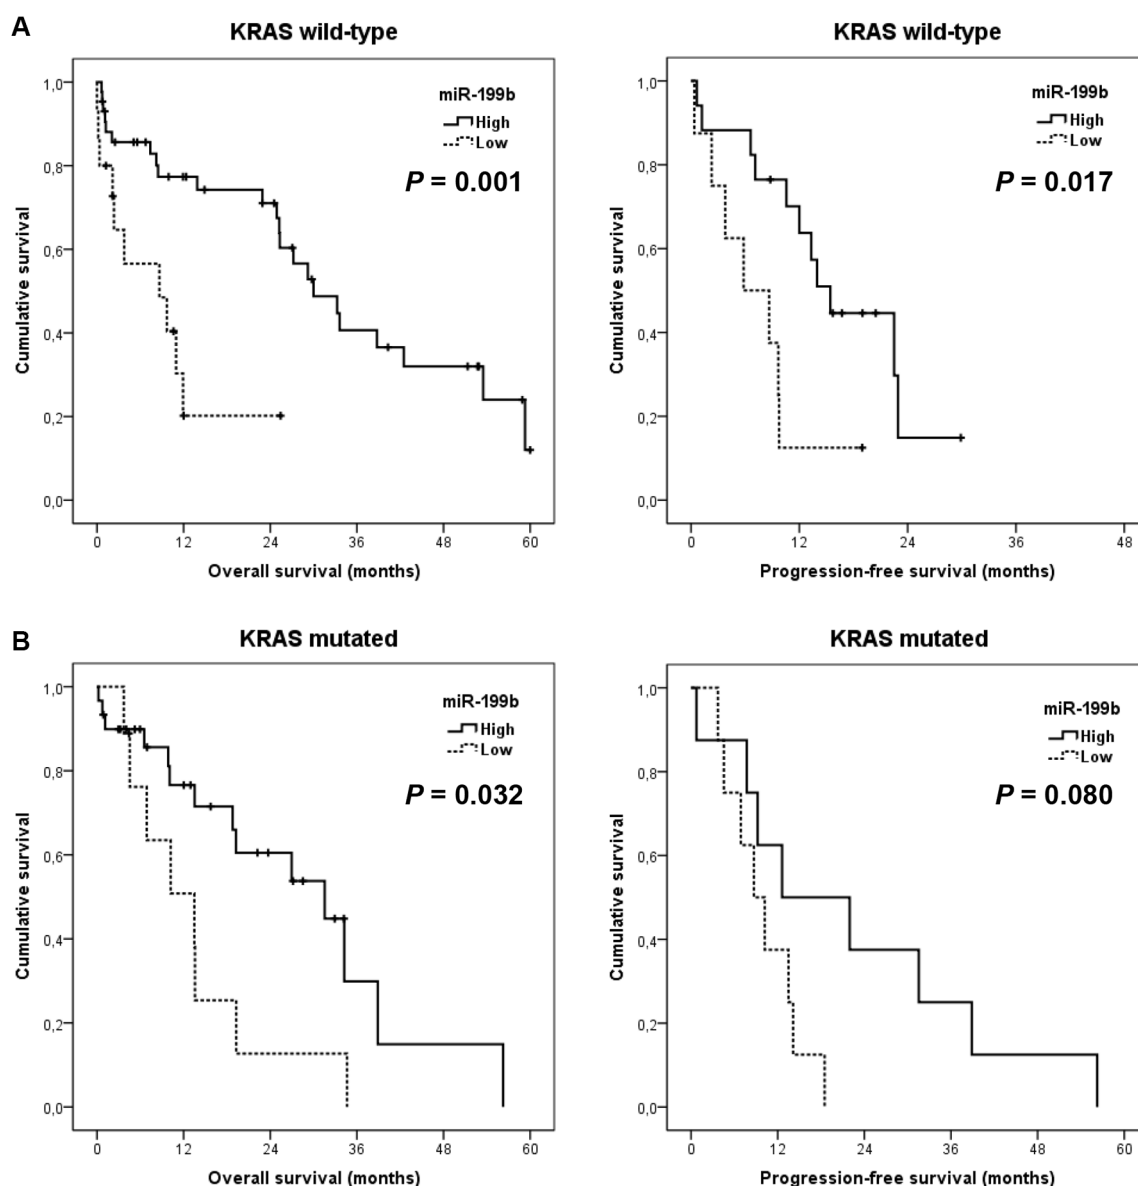 A
KRAS wild-type
1,0
0,8
0,6
0,4
0,2
0,0
Cumulative survival
miR-199b
High
Low
P = 0.001
0 12 24 36 48 60
Overall survival (months)
KRAS wild-type
1,0
0,8
0,6
0,4
0,2
0,0
Cumulative survival
miR-199b
High
Low
P = 0.017
0 12 24 36 48
Progression-free survival (months)
B
KRAS mutated
1,0
0,8
0,6
0,4
0,2
0,0
Cumulative survival
miR-199b
High
Low
P = 0.032
0 12 24 36 48 60
Overall survival (months)
KRAS mutated
1,0
0,8
0,6
0,4
0,2
0,0
Cumulative survival
miR-199b
High
Low
P = 0.080
0 12 24 36 48 60
Progression-free survival (months)